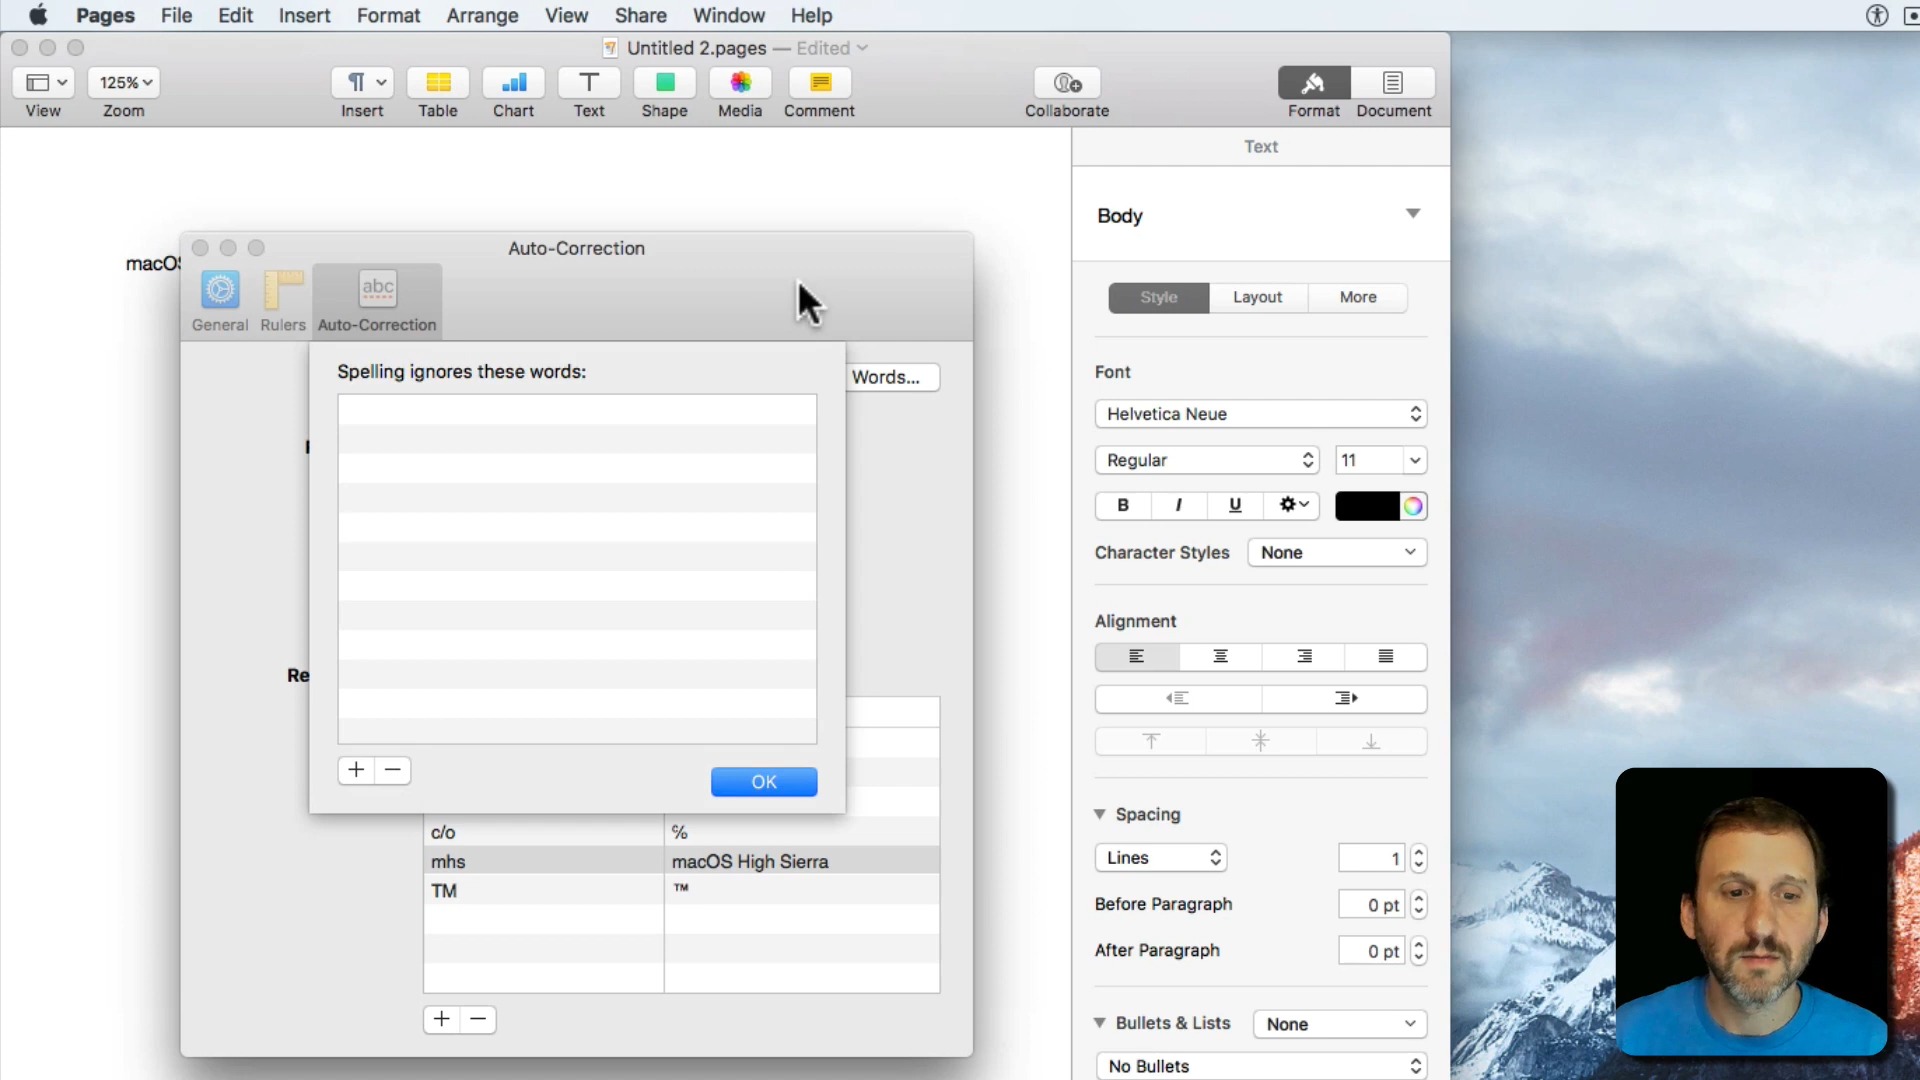 Pages File Edit Insert Format Arrange View Share Window Help
Untitled 2.pages — Edited
125%
View Zoom Insert Table Chart Text Shape Media Comment Collaborate Format Document
Text
Body
macOS
Auto-Correction
abc
General Rulers Auto-Correction
Style Layout More
Spelling ignores these words:
Words...
Font
Helvetica Neue
Regular 11
B I U
Character Styles None
Alignment
Re
OK
c/o ℅
mhs macOS High Sierra
TM ™
Spacing
Lines 1
Before Paragraph 0 pt
After Paragraph 0 pt
Bullets & Lists None
No Bullets